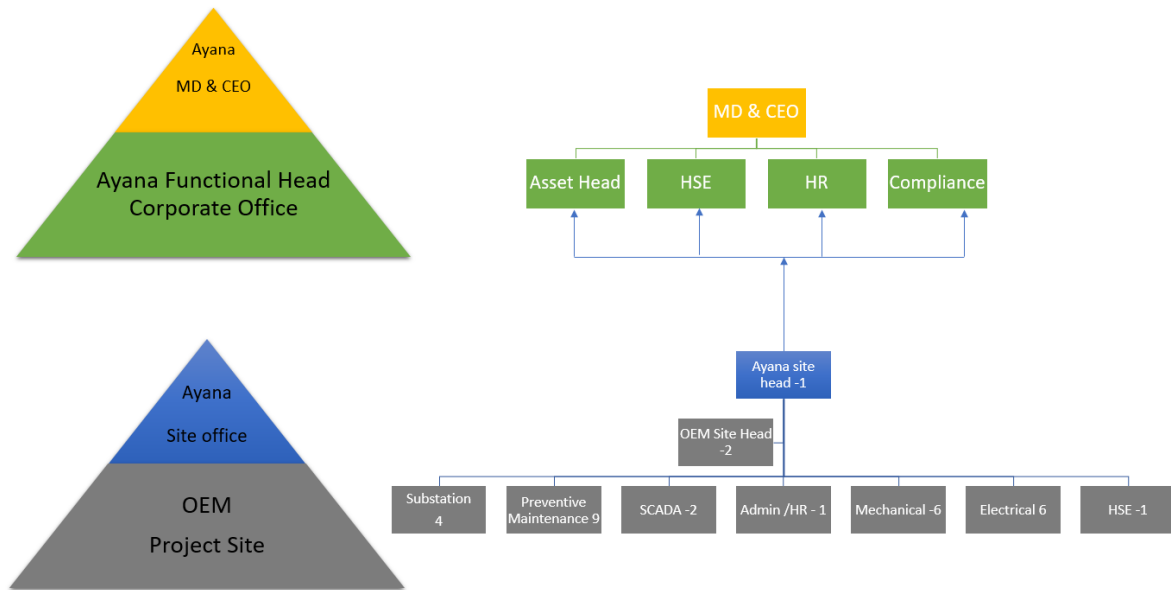 Ayana
MD & CEO
Ayana Functional Head
Corporate Office
MD & CEO
Asset Head
HSE
HR
Compliance
Ayana
Site office
OEM
Project Site
Ayana site
head -1
OEM Site Head
-2
Substation
4
Preventive
Maintenance 9
SCADA -2
Admin /HR - 1
Mechanical -6
Electrical 6
HSE -1